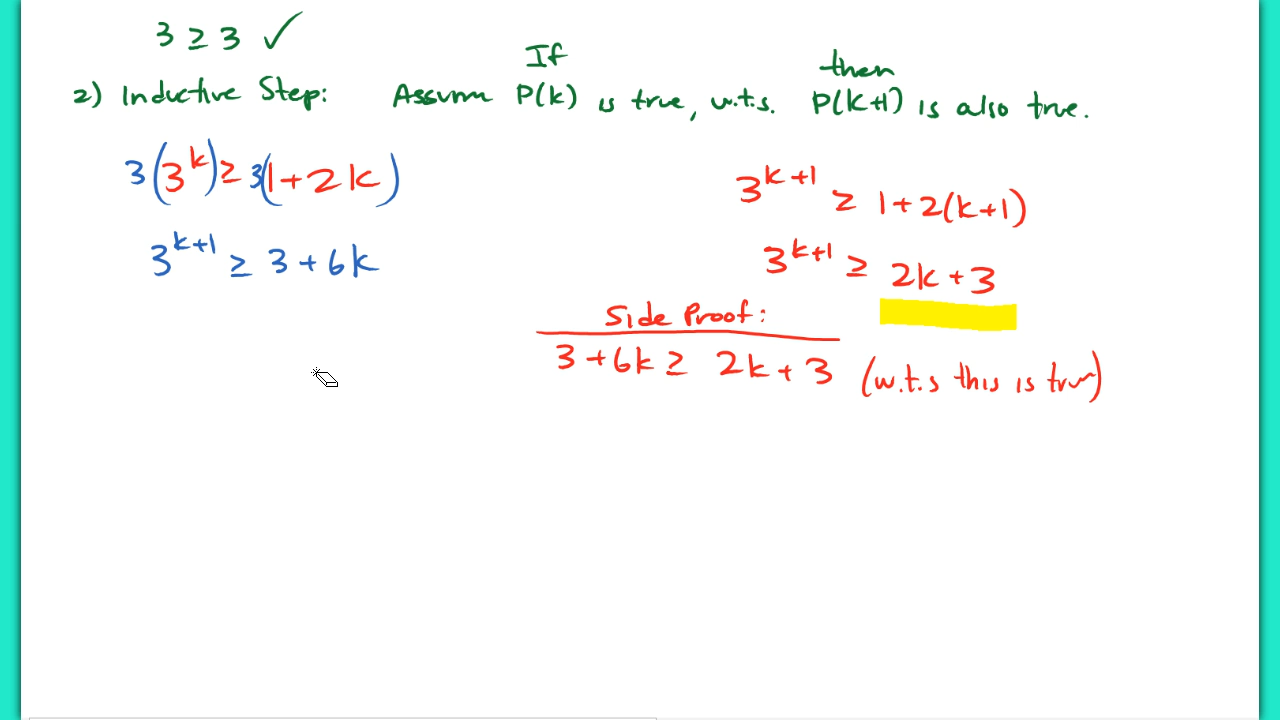 3 ≥ 3 ✓
If then
2) Inductive Step: Assume P(k) is true, w.t.s. P(k+1) is also true.
3(3^k) ≥ 3(1+2k)
3^{k+1} ≥ 1+2(k+1)
3^{k+1} ≥ 3+6k
3^{k+1} ≥ 2k+3
Side Proof:
3+6k ≥ 2k+3 (w.t.s this is true)